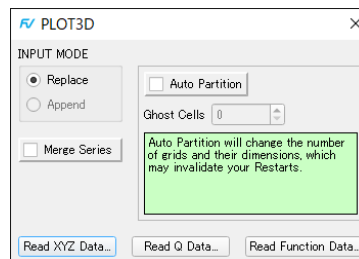 FV PLOT3D
INPUT MODE
Replace
Append
Merge Series
Auto Partition
Ghost Cells 0
Auto Partition will change the number
of grids and their dimensions, which
may invalidate your Restarts.
Read XYZ Data... Read Q Data... Read Function Data...